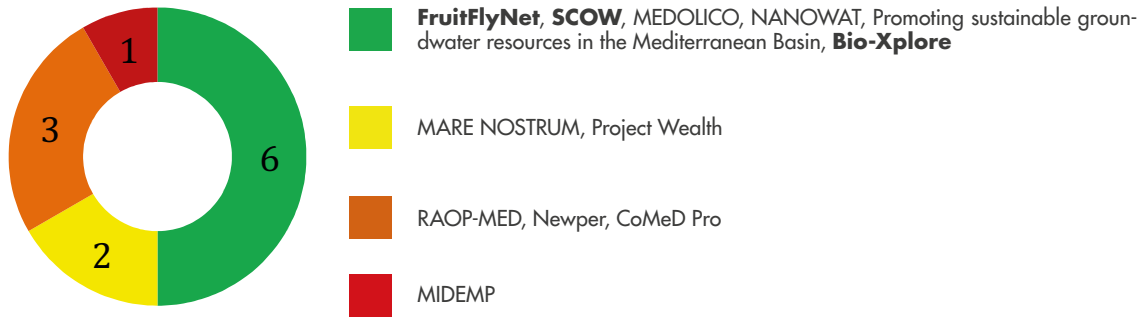 FruitFlyNet, SCOW, MEDOLICO, NANOWAT, Promoting sustainable groun-
dwater resources in the Mediterranean Basin, Bio-Xplore
1
3
6
2
MARE NOSTRUM, Project Wealth
RAOP-MED, Newper, CoMeD Pro
MIDEMP